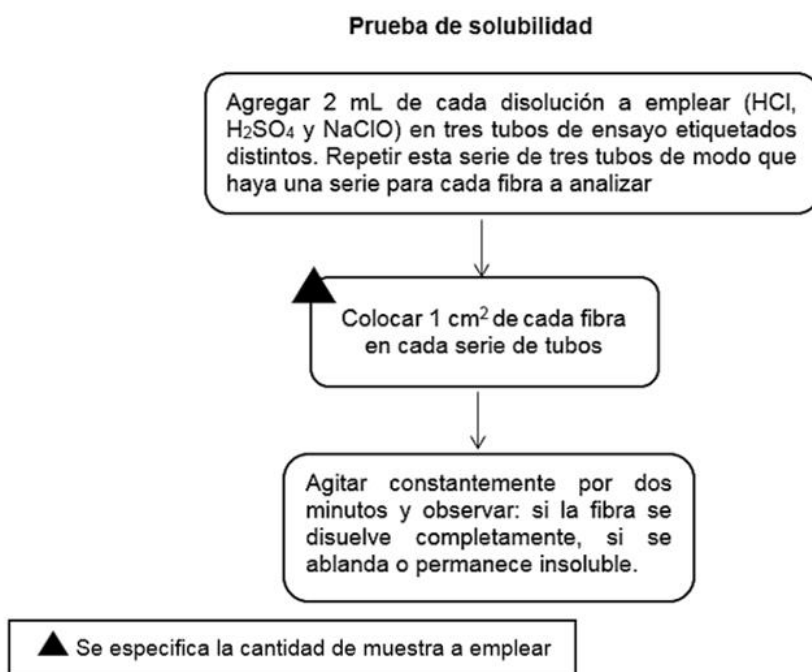 Prueba de solubilidad
Agregar 2 mL de cada disolución a emplear (HCl,
H₂SO₄ y NaClO) en tres tubos de ensayo etiquetados
distintos. Repetir esta serie de tres tubos de modo que
haya una serie para cada fibra a analizar
Colocar 1 cm² de cada fibra
en cada serie de tubos
Agitar constantemente por dos
minutos y observar: si la fibra se
disuelve completamente, si se
ablanda o permanece insoluble.
Se especifica la cantidad de muestra a emplear